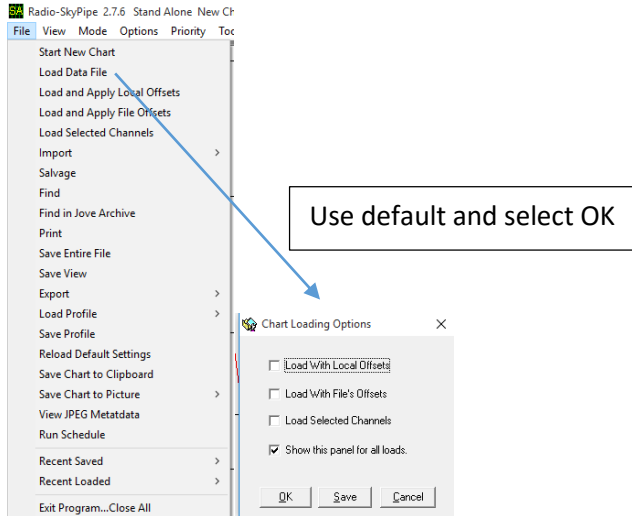 SA Radio-SkyPipe 2.7.6 Stand Alone New Ch
File View Mode Options Priority Too
Start New Chart
Load Data File
Load and Apply Local Offsets
Load and Apply File Offsets
Load Selected Channels
Import >
Salvage
Find
Find in Jove Archive
Print
Save Entire File
Save View
Export >
Load Profile >
Save Profile
Reload Default Settings
Save Chart to Clipboard
Save Chart to Picture >
View JPEG Metatdata
Run Schedule
Recent Saved >
Recent Loaded >
Exit Program...Close All
Use default and select OK
Chart Loading Options
Load With Local Offsets
Load With File's Offsets
Load Selected Channels
Show this panel for all loads.
OK Save Cancel